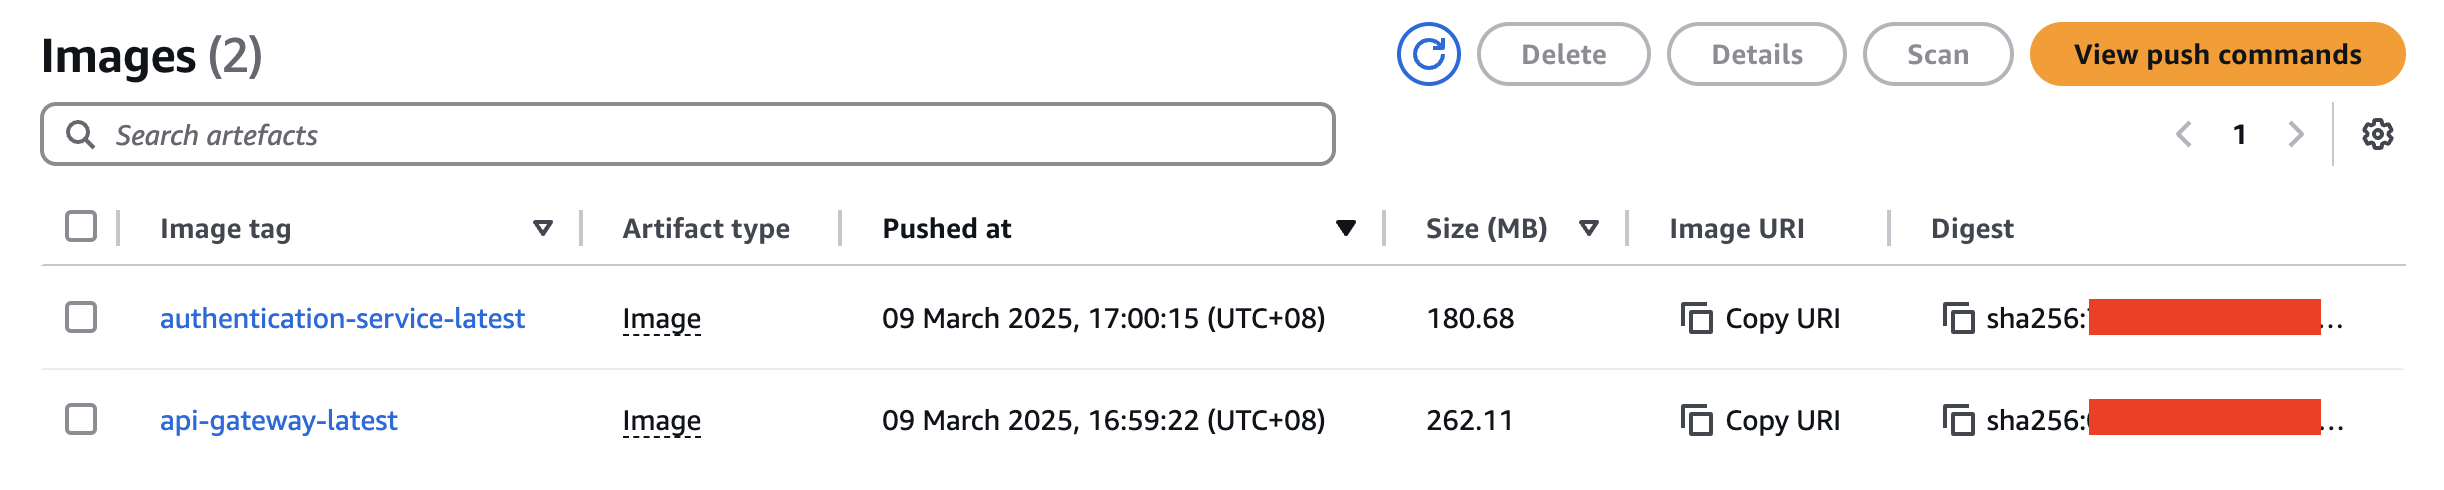 Images (2)
Delete
Details
Scan
View push commands
Search artefacts
1
Image tag
Artifact type
Pushed at
Size (MB)
Image URI
Digest
authentication-service-latest
Image
09 March 2025, 17:00:15 (UTC+08)
180.68
Copy URI
sha256:
...
api-gateway-latest
Image
09 March 2025, 16:59:22 (UTC+08)
262.11
Copy URI
sha256:
...